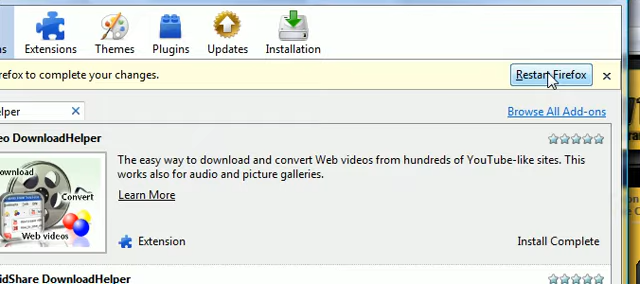 Extensions Themes Plugins Updates Installation
refox to complete your changes. Restart Firefox
elper Browse All Add-ons
eo DownloadHelper
The easy way to download and convert Web videos from hundreds of YouTube-like sites. This
works also for audio and picture galleries.
ownload
Convert
Learn More
Web videos
Extension Install Complete
idShare DownloadHelper